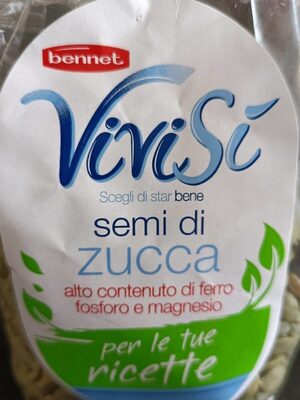 bennet
ViviSì
Scegli di star bene
semi di
zucca
alto contenuto di ferro
fosforo e magnesio
per le tue
ricette